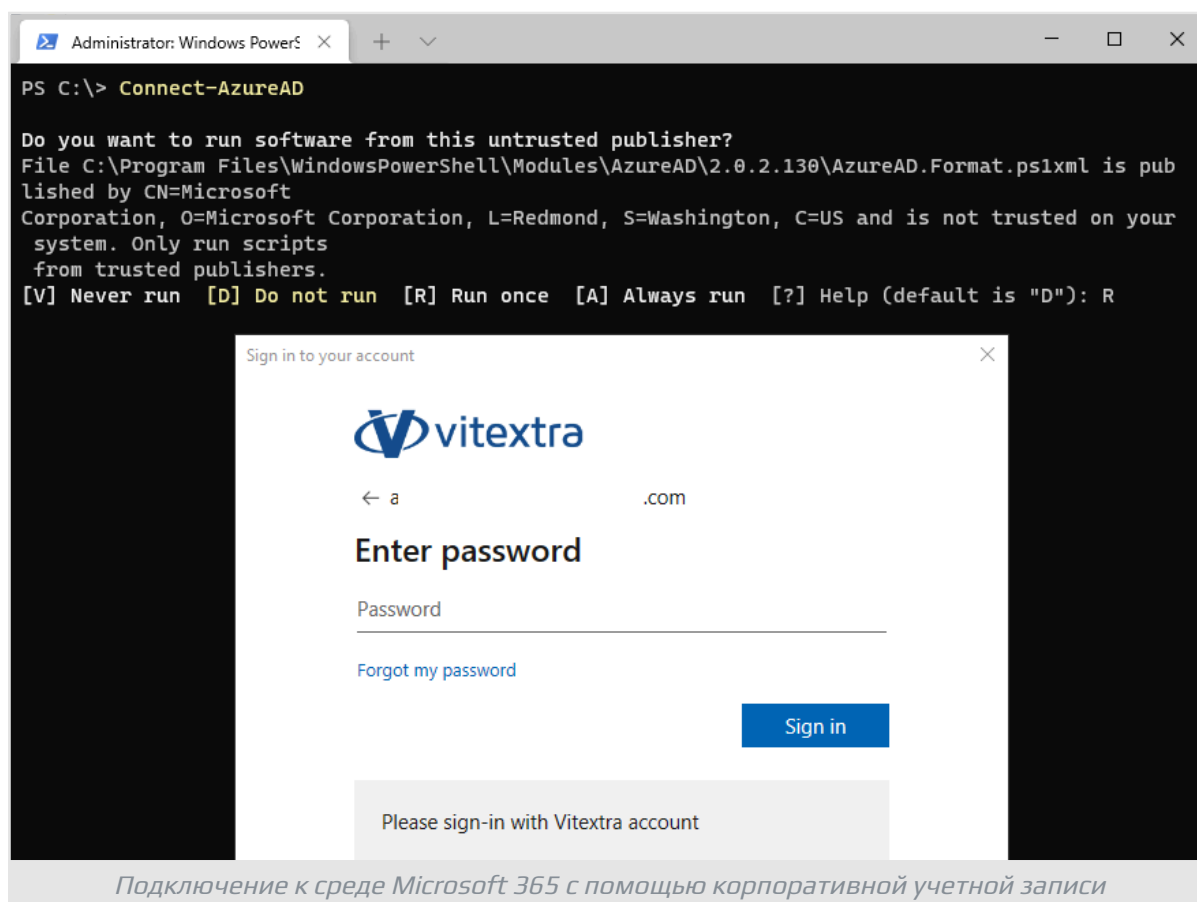 Administrator: Windows PowerS
PS C:\> Connect-AzureAD
Do you want to run software from this untrusted publisher?
File C:\Program Files\WindowsPowerShell\Modules\AzureAD\2.0.2.130\AzureAD.Format.ps1xml is pub
lished by CN=Microsoft
Corporation, O=Microsoft Corporation, L=Redmond, S=Washington, C=US and is not trusted on your
system. Only run scripts
from trusted publishers.
[V] Never run  [D] Do not run  [R] Run once  [A] Always run  [?] Help (default is "D"): R
Sign in to your account
vitextra
← a .com
Enter password
Password
Forgot my password
Sign in
Please sign-in with Vitextra account
Подключение к среде Microsoft 365 с помощью корпоративной учетной записи